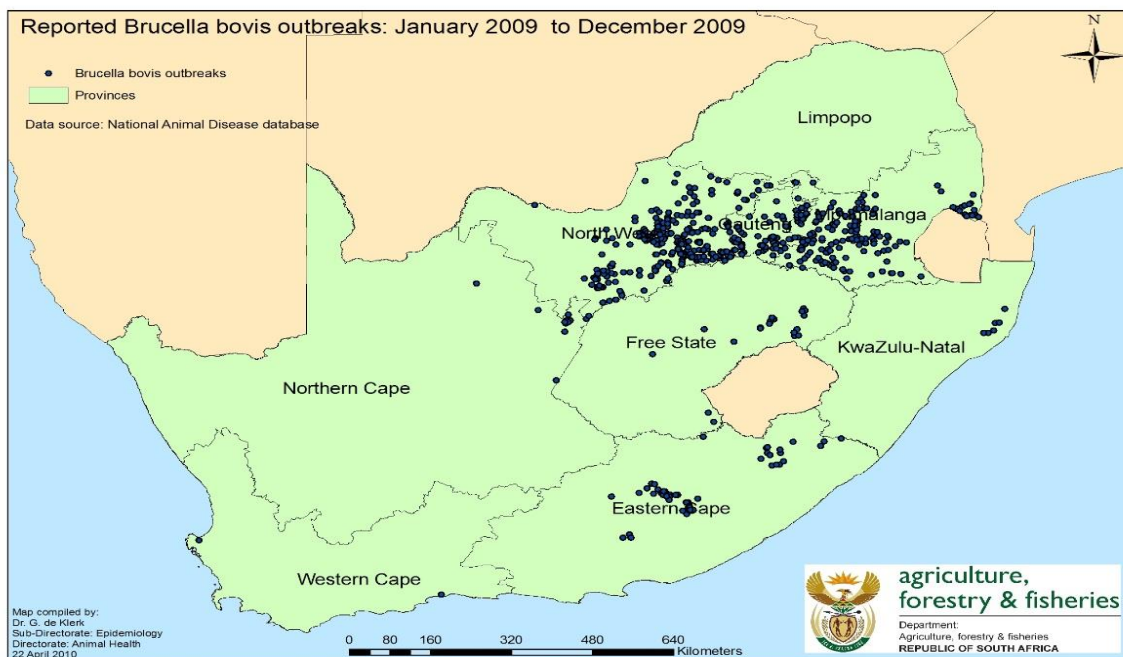 Reported Brucella bovis outbreaks: January 2009 to December 2009
N
Brucella bovis outbreaks
Provinces
Data source: National Animal Disease database
Limpopo
Mpumalanga
North West
Gauteng
Free State
KwaZulu-Natal
Northern Cape
Eastern Cape
Western Cape
Map compiled by:
Dr. G. de Klerk
Sub-Directorate: Epidemiology
Directorate: Animal Health
22 April 2010
0 80 160 320 480 640
Kilometers
agriculture,
forestry & fisheries
Department:
Agriculture, forestry & fisheries
REPUBLIC OF SOUTH AFRICA